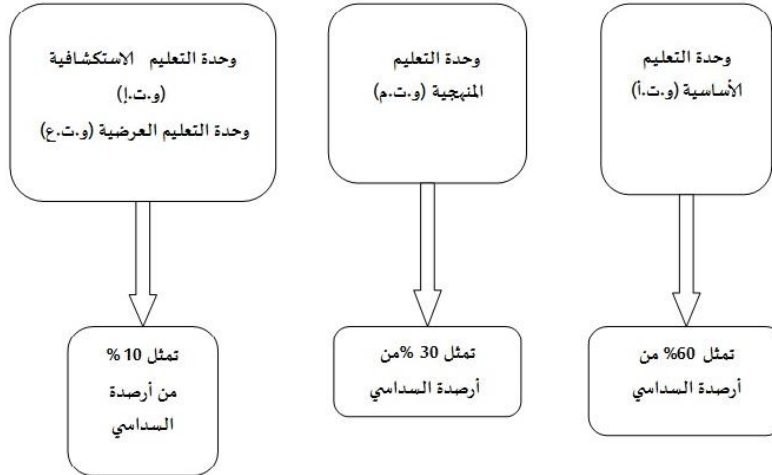 وحدة التعليم
الأساسية (و.ت.أ)
وحدة التعليم
المنهجية (و.ت.م)
وحدة التعليم الاستكشافية
(و.ت.إ)
وحدة التعليم العرضية (و.ت.ع)
تمثل 60% من
أرصدة السداسي
تمثل 30 %من
أرصدة السداسي
تمثل 10 %
من أرصدة
السداسي